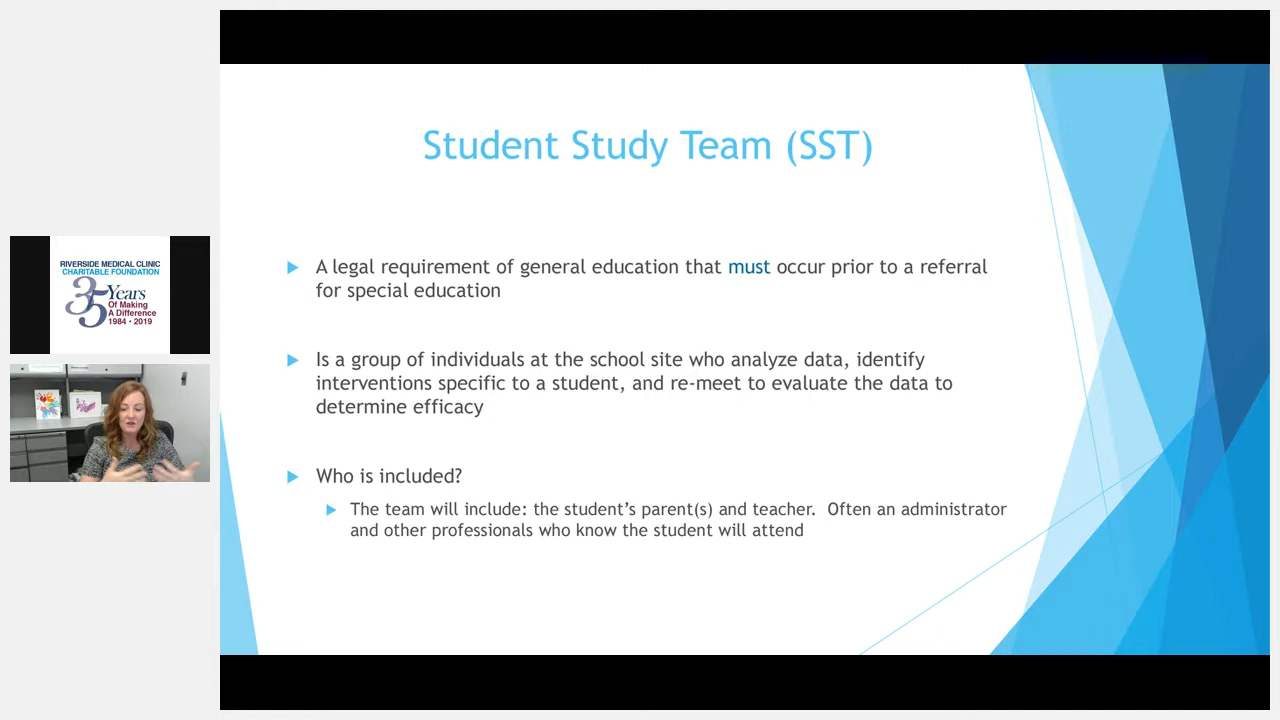 Student Study Team (SST)
A legal requirement of general education that must occur prior to a referral
for special education
Is a group of individuals at the school site who analyze data, identify
interventions specific to a student, and re-meet to evaluate the data to
determine efficacy
Who is included?
The team will include: the student’s parent(s) and teacher.  Often an administrator
and other professionals who know the student will attend
RIVERSIDE MEDICAL CLINIC
CHARITABLE FOUNDATION
35 Years
Of Making
A Difference
1984 • 2019